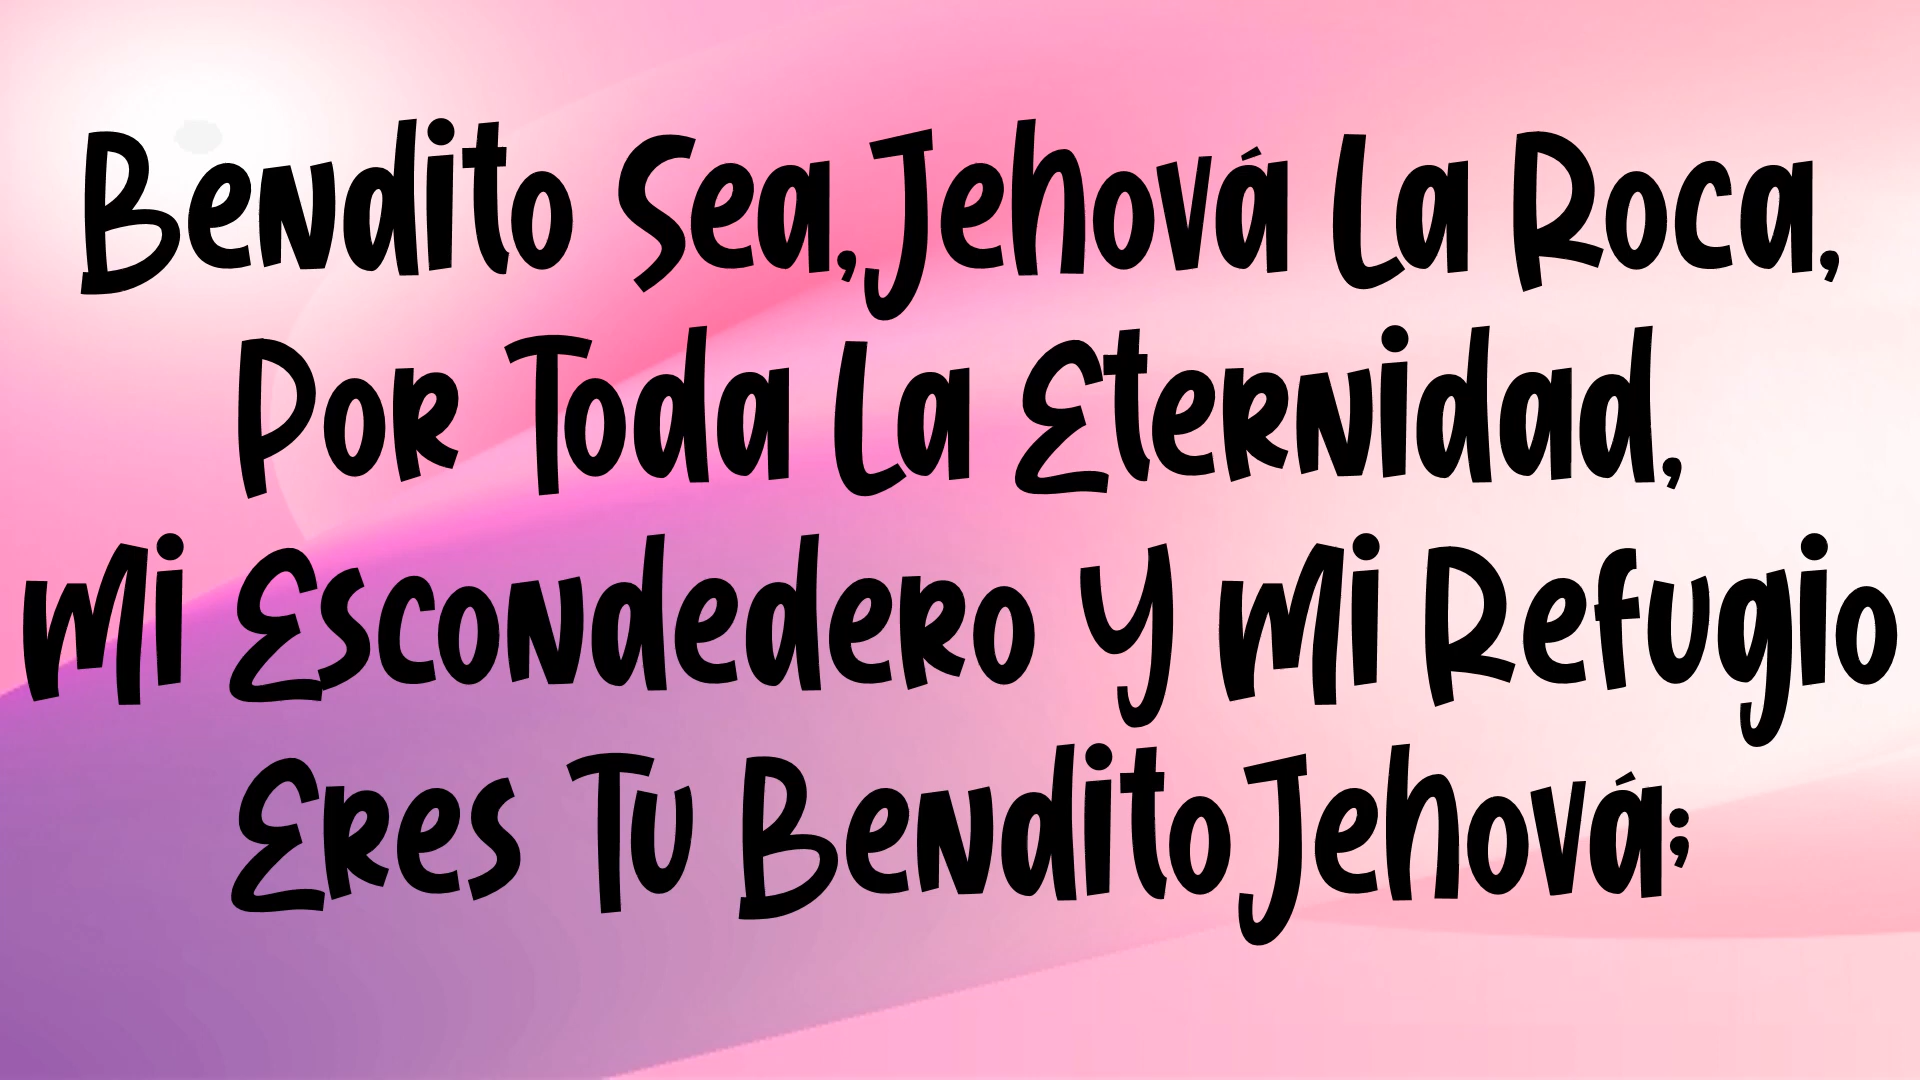 Bendito Sea,Jehová La Roca,
Por Toda La Eternidad,
Mi Escondedero Y Mi Refugio
Eres Tu Bendito Jehová;